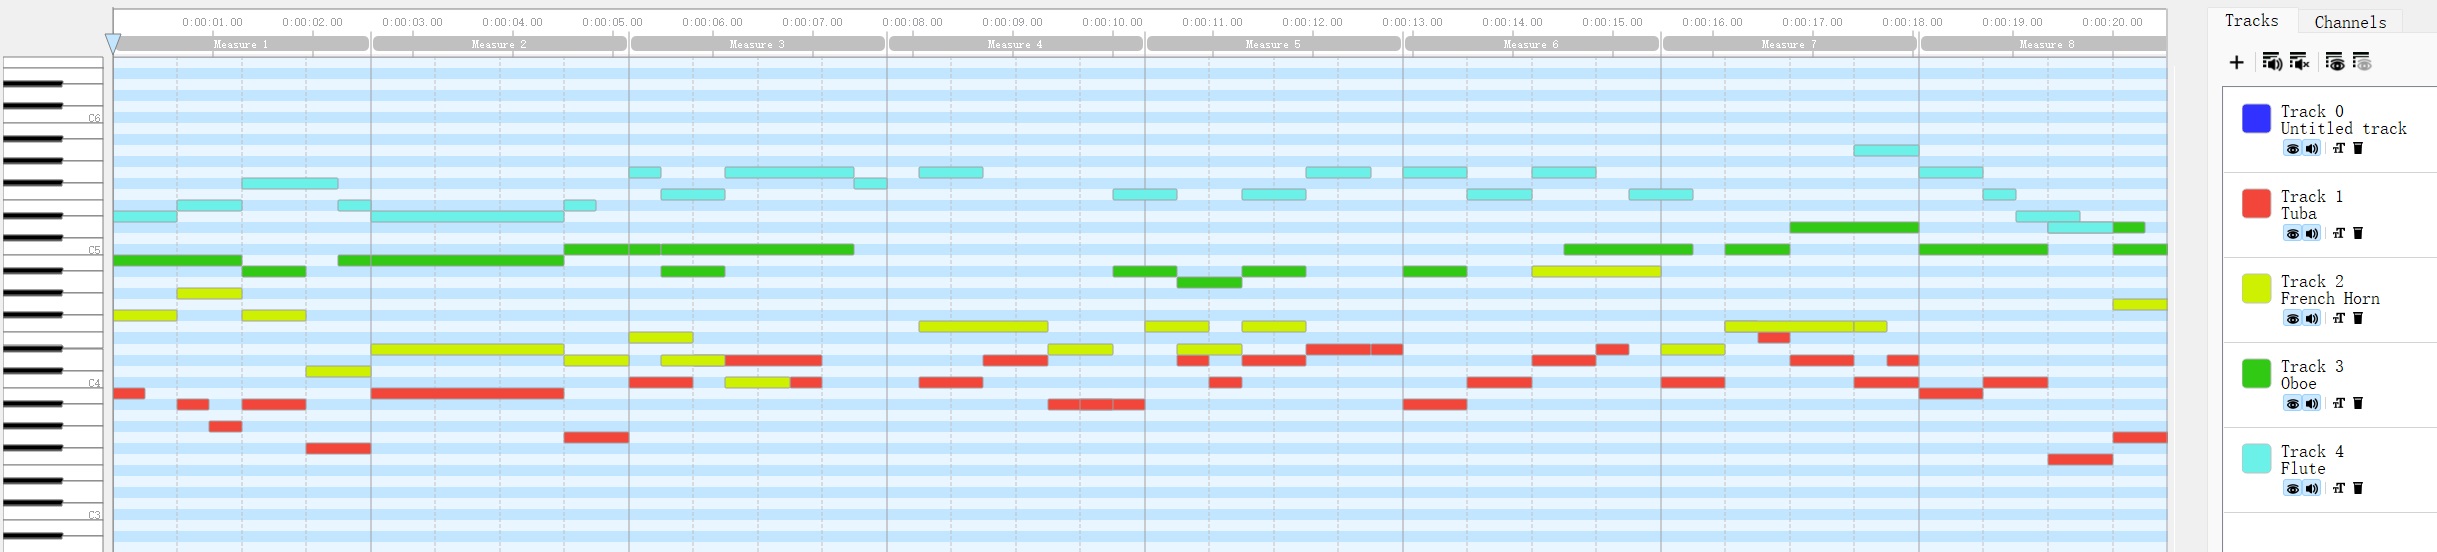 0:00:01.00 0:00:02.00 0:00:03.00 0:00:04.00 0:00:05.00 0:00:06.00 0:00:07.00 0:00:08.00 0:00:09.00 0:00:10.00 0:00:11.00 0:00:12.00 0:00:13.00 0:00:14.00 0:00:15.00 0:00:16.00 0:00:17.00 0:00:18.00 0:00:19.00 0:00:20.00
Measure 1 Measure 2 Measure 3 Measure 4 Measure 5 Measure 6 Measure 7 Measure 8
C6
C5
C4
C3
Tracks Channels
Track 0
Untitled track
Track 1
Tuba
Track 2
French Horn
Track 3
Oboe
Track 4
Flute